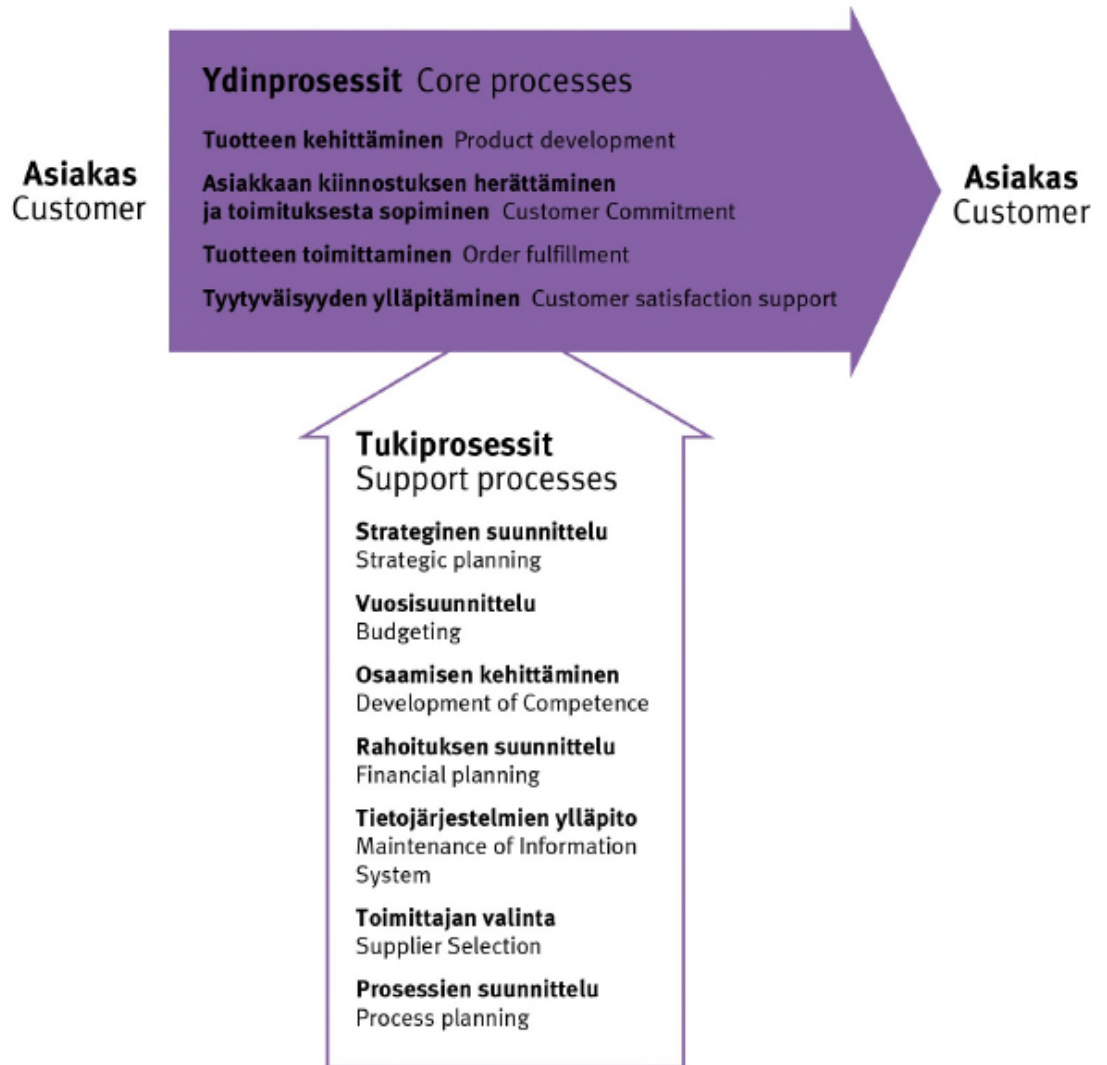 Ydinprosessit Core processes
Tuotteen kehittäminen Product development
Asiakkaan kiinnostuksen herättäminen
ja toimituksesta sopiminen Customer Commitment
Tuotteen toimittaminen Order fulfillment
Tyytyväisyyden ylläpitäminen Customer satisfaction support
Asiakas
Customer
Asiakas
Customer
Tukiprosessit
Support processes
Strateginen suunnittelu
Strategic planning
Vuosisuunnittelu
Budgeting
Osaamisen kehittäminen
Development of Competence
Rahoituksen suunnittelu
Financial planning
Tietojärjestelmien ylläpito
Maintenance of Information
System
Toimittajan valinta
Supplier Selection
Prosessien suunnittelu
Process planning